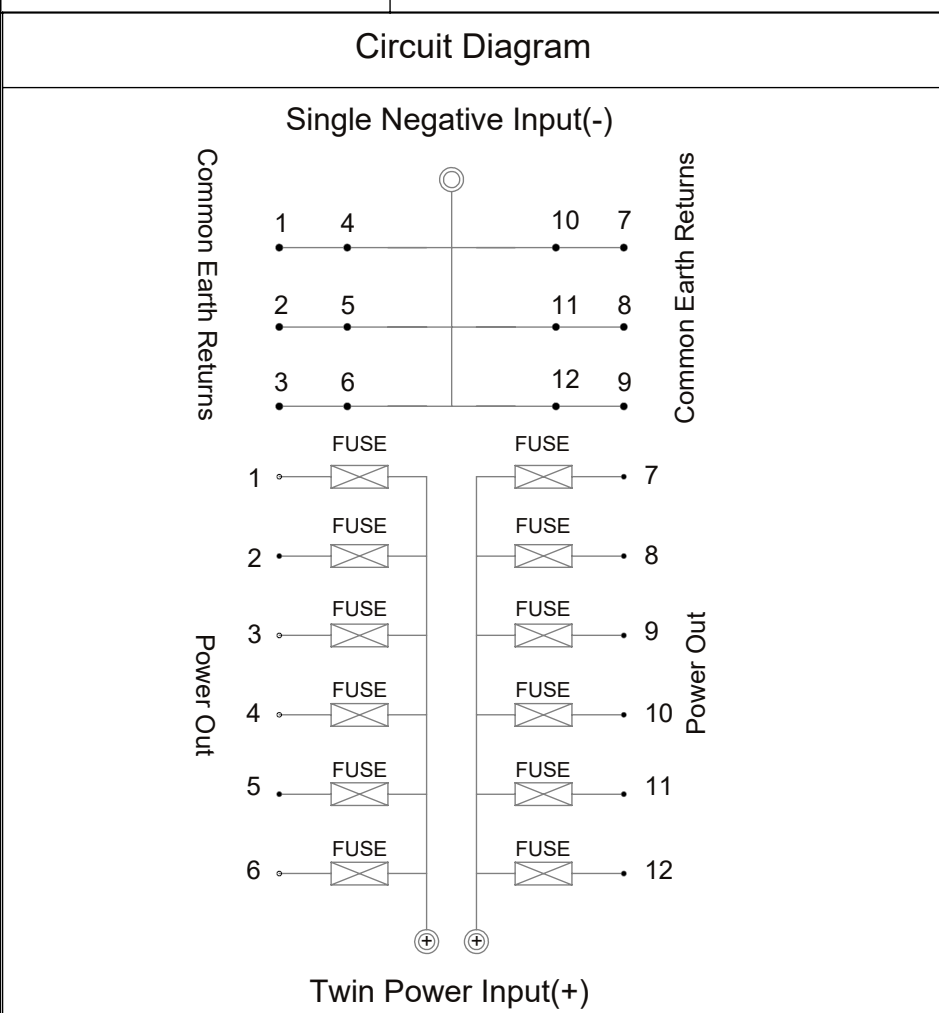 Circuit Diagram
Single Negative Input(-)
Common Earth Returns
Common Earth Returns
1 4 10 7
2 5 11 8
3 6 12 9
FUSE FUSE
1 7
FUSE FUSE
2 8
FUSE FUSE
3 9
Power Out
Power Out
FUSE FUSE
4 10
FUSE FUSE
5 11
FUSE FUSE
6 12
+ +
Twin Power Input(+)